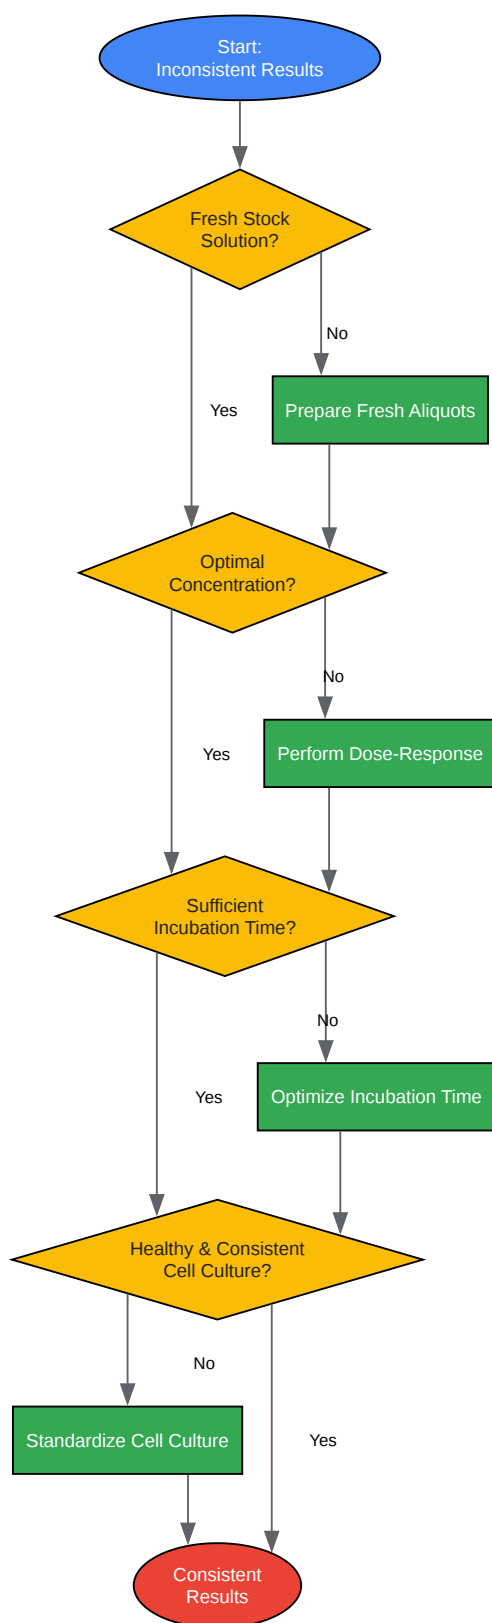 Start:
Inconsistent Results
Fresh Stock
Solution?
No
Yes
Prepare Fresh Aliquots
Optimal
Concentration?
No
Yes
Perform Dose-Response
Sufficient
Incubation Time?
No
Yes
Optimize Incubation Time
Healthy & Consistent
Cell Culture?
No
Standardize Cell Culture
Yes
Consistent
Results